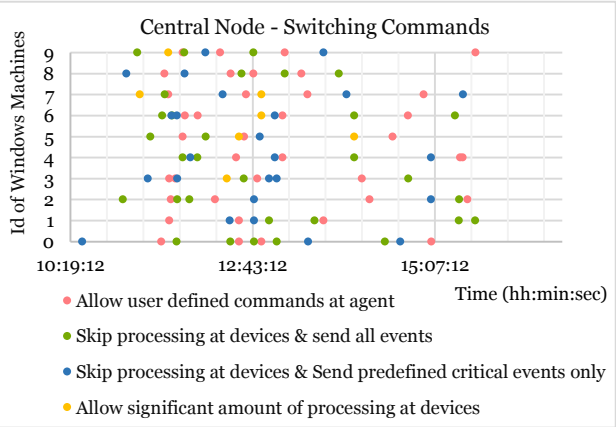 Central Node - Switching Commands
Id of Windows Machines
9
8
7
6
5
4
3
2
1
0
10:19:12 12:43:12 15:07:12
Time (hh:min:sec)
Allow user defined commands at agent
Skip processing at devices & send all events
Skip processing at devices & Send predefined critical events only
Allow significant amount of processing at devices